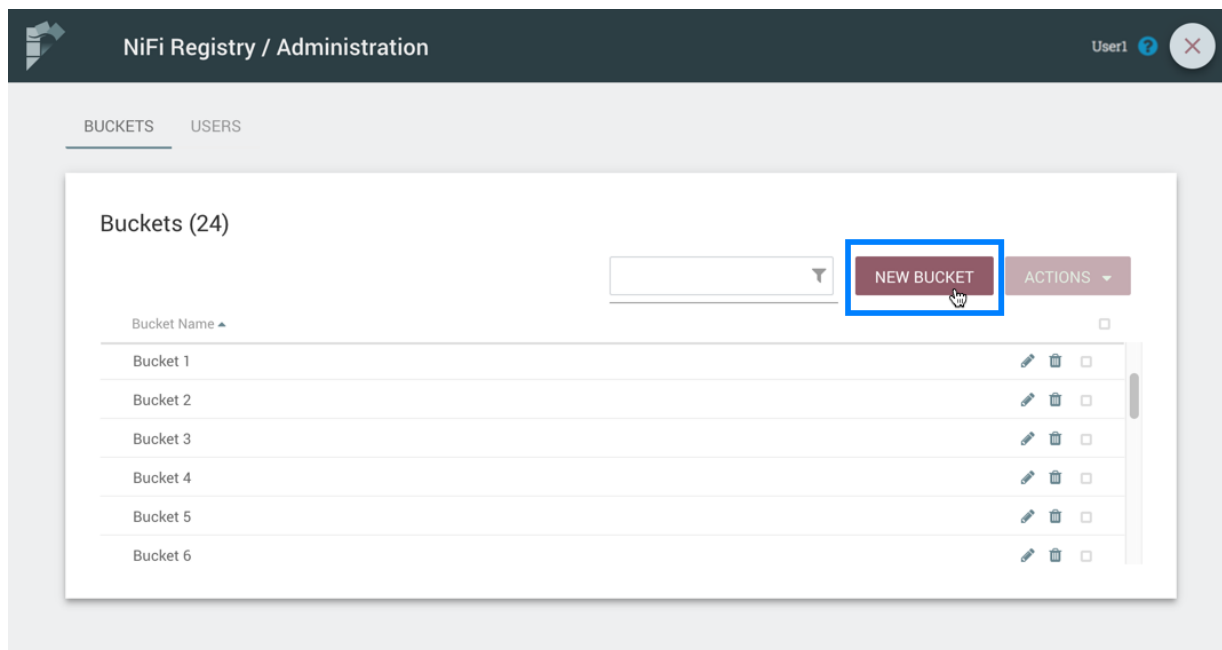 NiFi Registry / Administration
User1 ?
BUCKETS USERS
Buckets (24)
NEW BUCKET ACTIONS
Bucket Name
Bucket 1
Bucket 2
Bucket 3
Bucket 4
Bucket 5
Bucket 6